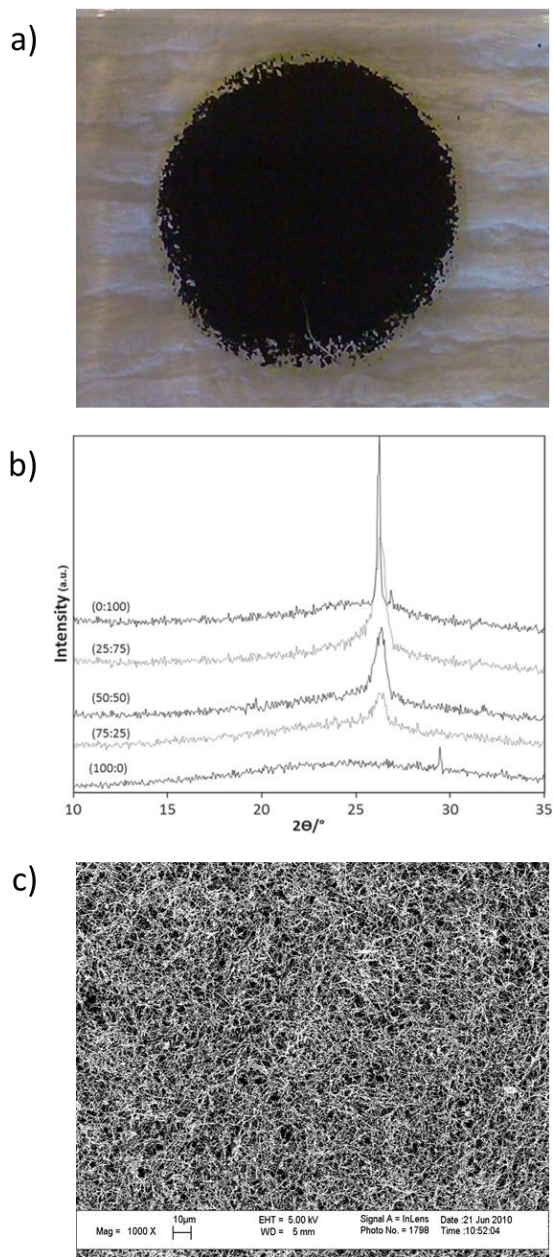 a)
b)
Intensity (a.u.)
(0:100)
(25:75)
(50:50)
(75:25)
(100:0)
10 15 20 25 30 35
2Θ/°
c)
Mag = 1000 X 10µm EHT = 5.00 kV Signal A = InLens Date :21 Jun 2010
WD = 5 mm Photo No. = 1798 Time :10:52:04